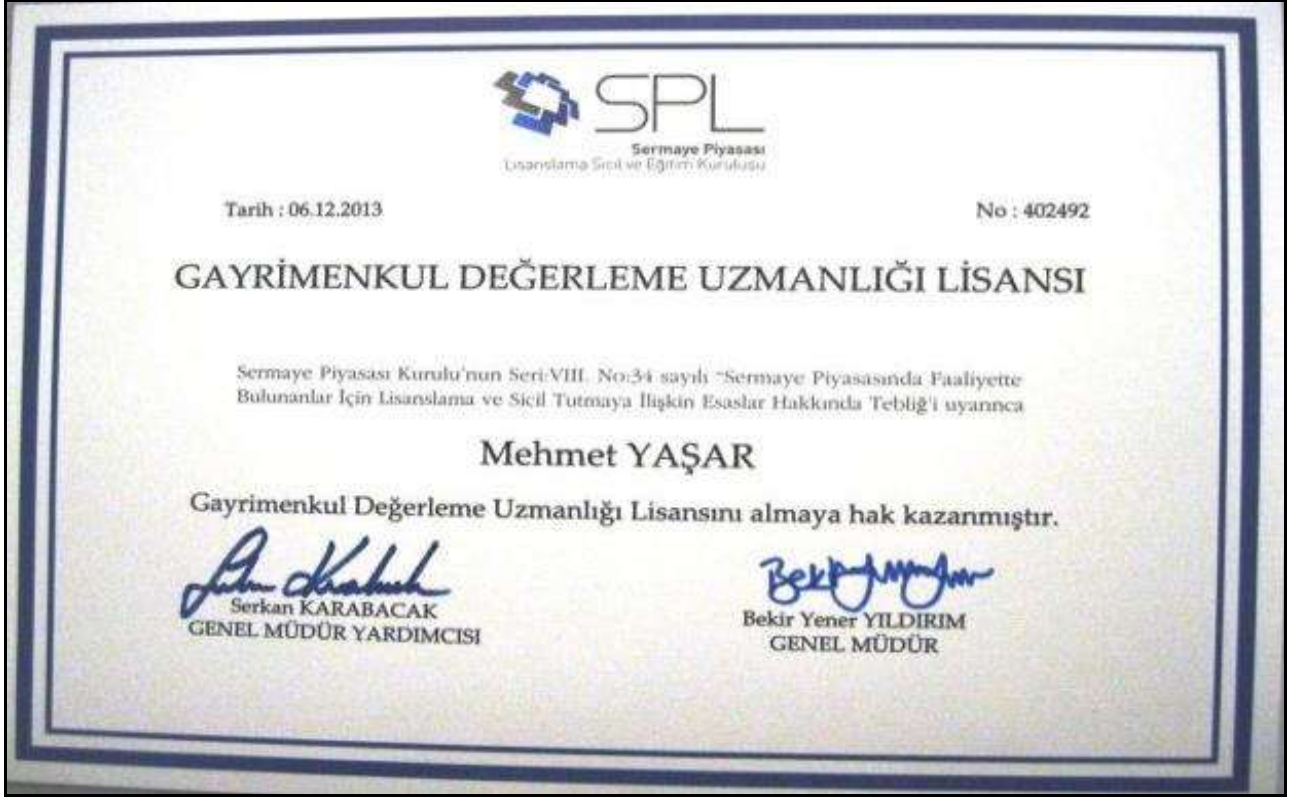 SPL
Sermaye Piyasası
Lisanslama Sicil ve Eğitim Kuruluşu
Tarih : 06.12.2013
No : 402492
GAYRİMENKUL DEĞERLEME UZMANLIĞI LİSANSI
Sermaye Piyasası Kurulu'nun Seri:VIII. No:34 sayılı "Sermaye Piyasasında Faaliyette
Bulunanlar İçin Lisanslama ve Sicil Tutmaya İlişkin Esaslar Hakkında Tebliğ'i uyarınca
Mehmet YAŞAR
Gayrimenkul Değerleme Uzmanlığı Lisansını almaya hak kazanmıştır.
Serkan KARABACAK
GENEL MÜDÜR YARDIMCISI
Bekir Yener YILDIRIM
GENEL MÜDÜR